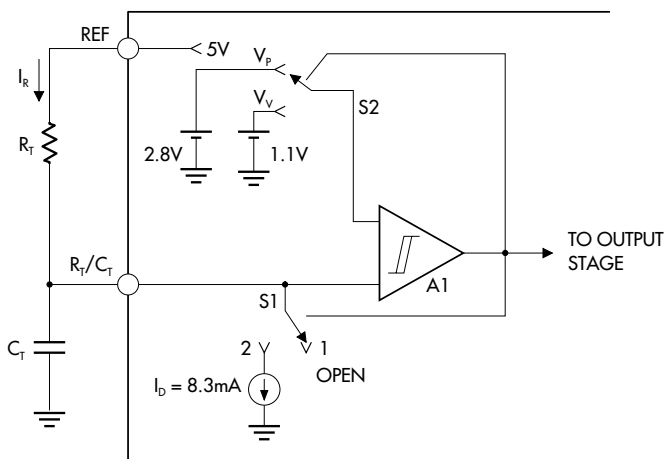 REF
5V
V_P
I_R
V_V
S2
R_T
2.8V
1.1V
TO OUTPUT
STAGE
R_T/C_T
A1
S1
C_T
2
1
OPEN
I_D = 8.3mA